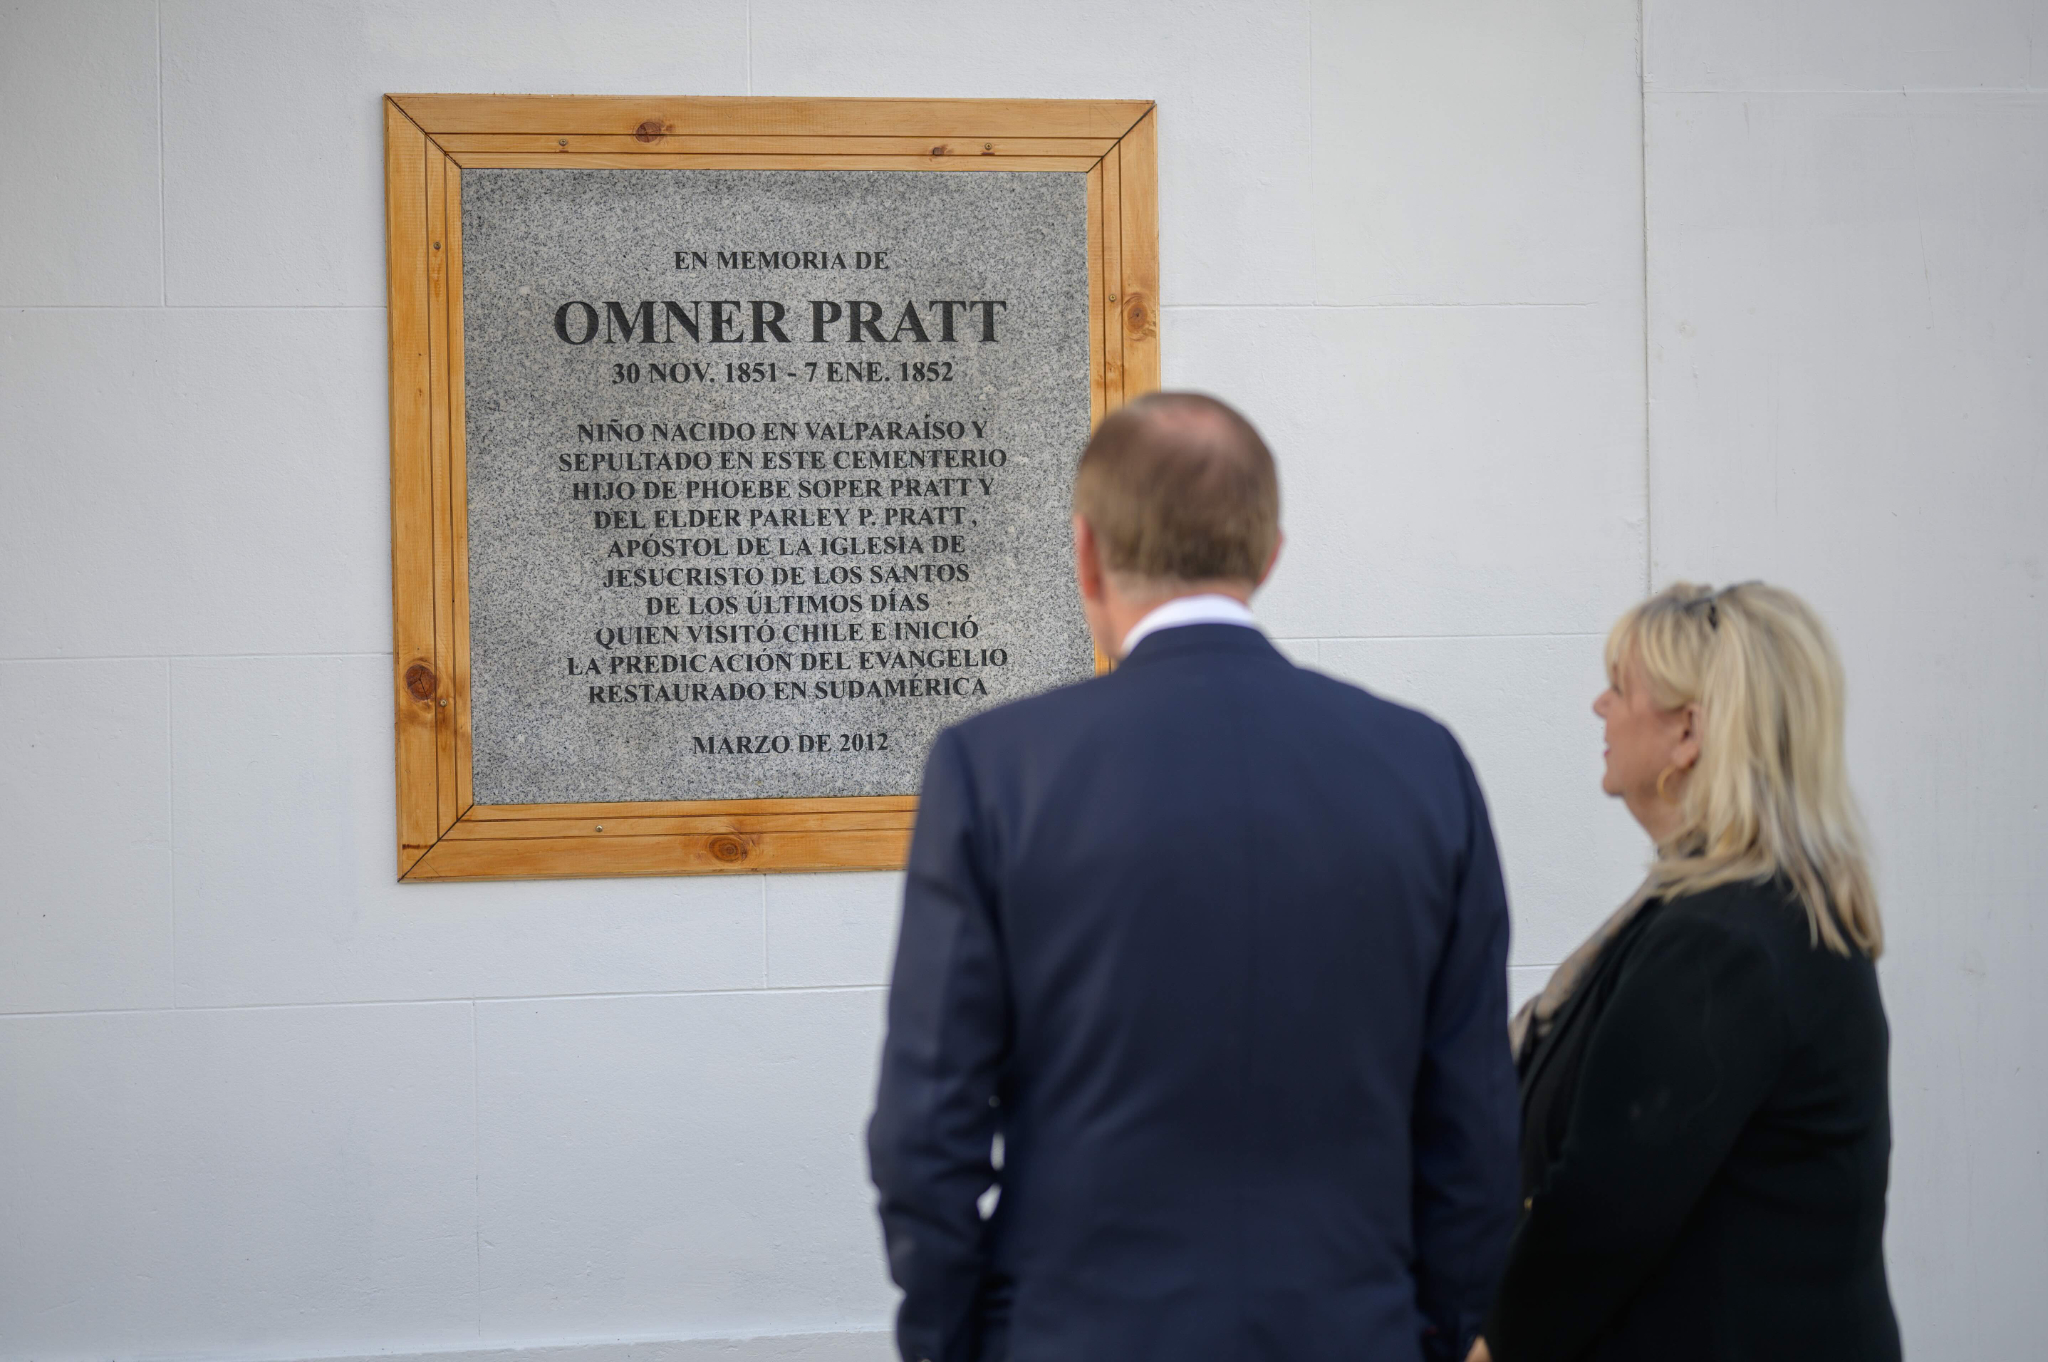 EN MEMORIA DE
OMNER PRATT
30 NOV. 1851 - 7 ENE. 1852
NIÑO NACIDO EN VALPARAÍSO Y
SEPULTADO EN ESTE CEMENTERIO
HIJO DE PHOEBE SOPER PRATT Y
DEL ELDER PARLEY P. PRATT,
APÓSTOL DE LA IGLESIA DE
JESUCRISTO DE LOS SANTOS
DE LOS ÚLTIMOS DÍAS
QUIEN VISITÓ CHILE E INICIÓ
LA PREDICACIÓN DEL EVANGELIO
RESTAURADO EN SUDAMÉRICA
MARZO DE 2012